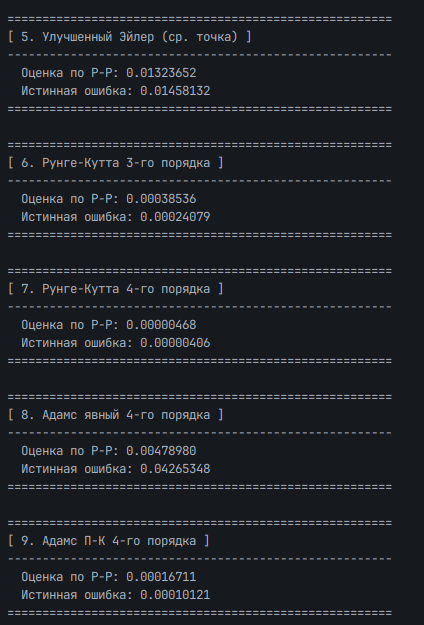 =======================================================
[ 5. Улучшенный Эйлер (ср. точка) ]
-------------------------------------------------------
Оценка по Р-Р: 0.01323652
Истинная ошибка: 0.01458132
=======================================================
=======================================================
[ 6. Рунге-Кутта 3-го порядка ]
-------------------------------------------------------
Оценка по Р-Р: 0.00038536
Истинная ошибка: 0.00024079
=======================================================
=======================================================
[ 7. Рунге-Кутта 4-го порядка ]
-------------------------------------------------------
Оценка по Р-Р: 0.00000468
Истинная ошибка: 0.00000406
=======================================================
=======================================================
[ 8. Адамс явный 4-го порядка ]
-------------------------------------------------------
Оценка по Р-Р: 0.00478980
Истинная ошибка: 0.04265348
=======================================================
=======================================================
[ 9. Адамс П-К 4-го порядка ]
-------------------------------------------------------
Оценка по Р-Р: 0.00016711
Истинная ошибка: 0.00010121
=======================================================